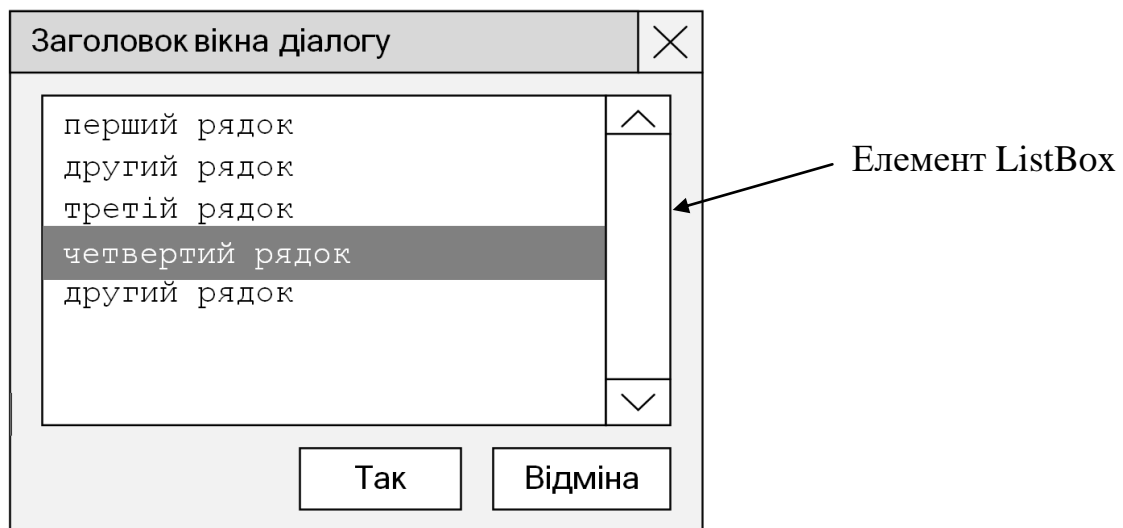 Заголовок вікна діалогу
перший рядок
другий рядок
третій рядок
четвертий рядок
другий рядок
Елемент ListBox
Так
Відміна